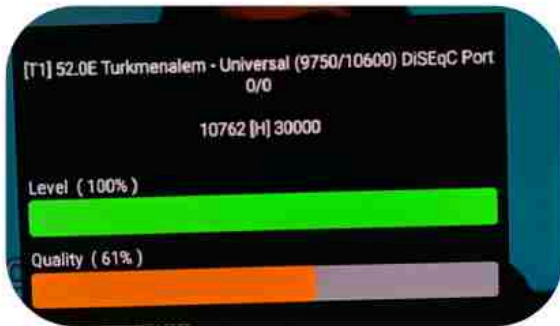 [T1] 52.0E Turkmenalem - Universal (9750/10600) DiSEqC Port
0/0
10762 [H] 30000
Level ( 100% )
Quality ( 61% )